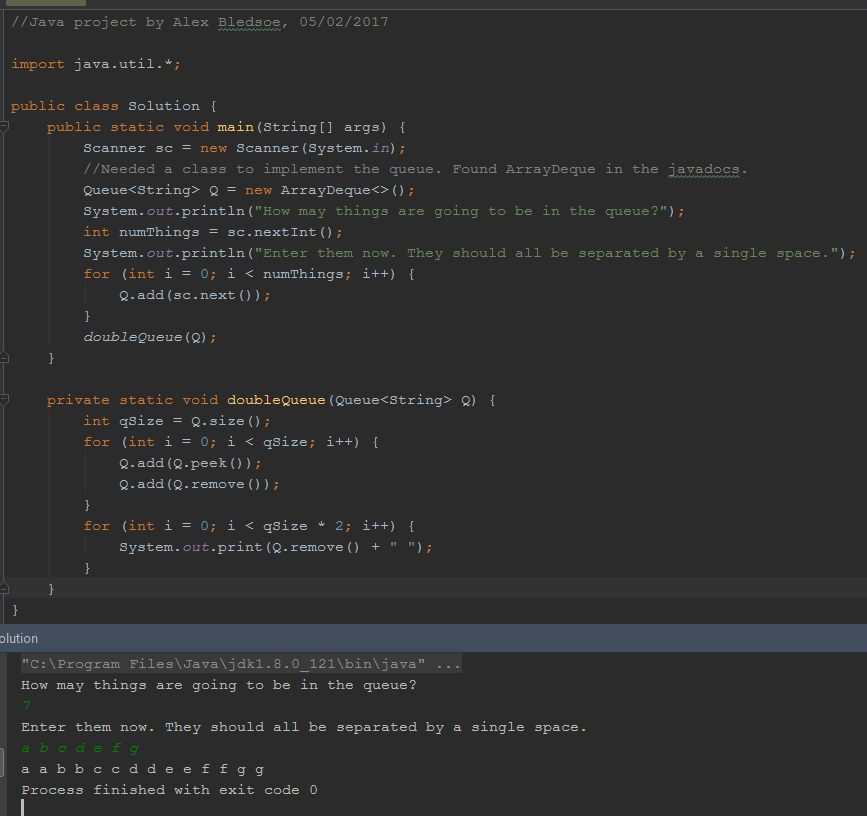 //Java project by Alex Bledsoe, 05/02/2017
import java.util.*;
public class Solution {
public static void main(String[] args) {
Scanner sc = new Scanner(System.in);
//Needed a class to implement the queue. Found ArrayDeque in the javadocs.
Queue<String> Q = new ArrayDeque<>();
System.out.println("How may things are going to be in the queue?");
int numThings = sc.nextInt();
System.out.println("Enter them now. They should all be separated by a single space.");
for (int i = 0; i < numThings; i++) {
Q.add(sc.next());
}
doubleQueue(Q);
}
private static void doubleQueue(Queue<String> Q) {
int qSize = Q.size();
for (int i = 0; i < qSize; i++) {
Q.add(Q.peek());
Q.add(Q.remove());
}
for (int i = 0; i < qSize * 2; i++) {
System.out.print(Q.remove() + " ");
}
}
}
olution
"C:\Program Files\Java\jdk1.8.0_121\bin\java" ...
How may things are going to be in the queue?
7
Enter them now. They should all be separated by a single space.
a b c d e f g
a a b b c c d d e e f f g g
Process finished with exit code 0